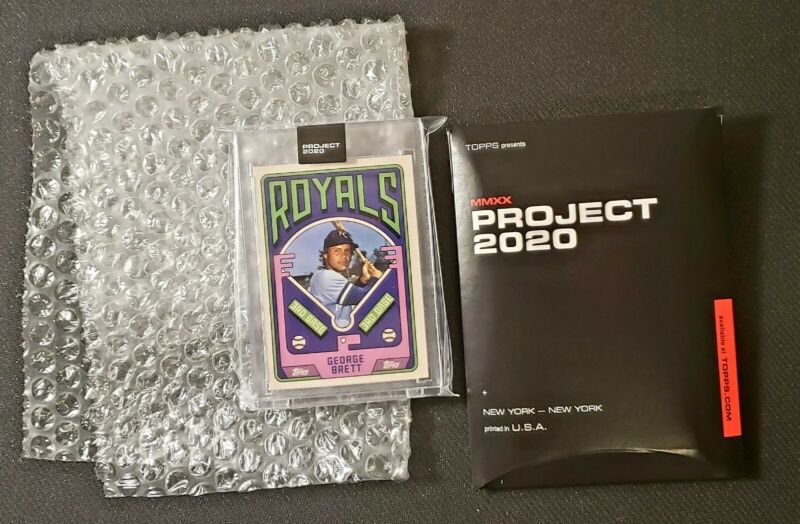 PROJECT
2020
ROYALS
KC
3RD BASE
3RD BASE
GEORGE
BRETT
TOPPS
TOPPS
TOPPS presents
MMXX
PROJECT
2020
available at TOPPS.COM
+
NEW YORK – NEW YORK
printed in U.S.A.